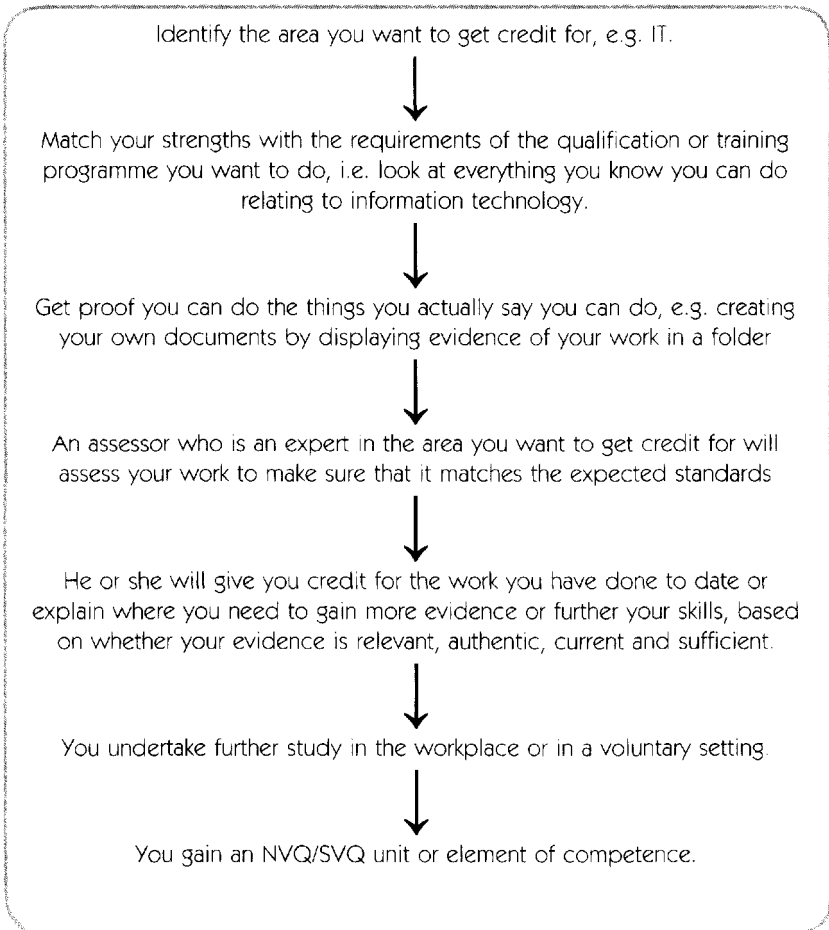 Identify the area you want to get credit for, e.g. IT.
Match your strengths with the requirements of the qualification or training
programme you want to do, i.e. look at everything you know you can do
relating to information technology.
Get proof you can do the things you actually say you can do, e.g. creating
your own documents by displaying evidence of your work in a folder
An assessor who is an expert in the area you want to get credit for will
assess your work to make sure that it matches the expected standards
He or she will give you credit for the work you have done to date or
explain where you need to gain more evidence or further your skills, based
on whether your evidence is relevant, authentic, current and sufficient.
You undertake further study in the workplace or in a voluntary setting.
You gain an NVQ/SVQ unit or element of competence.